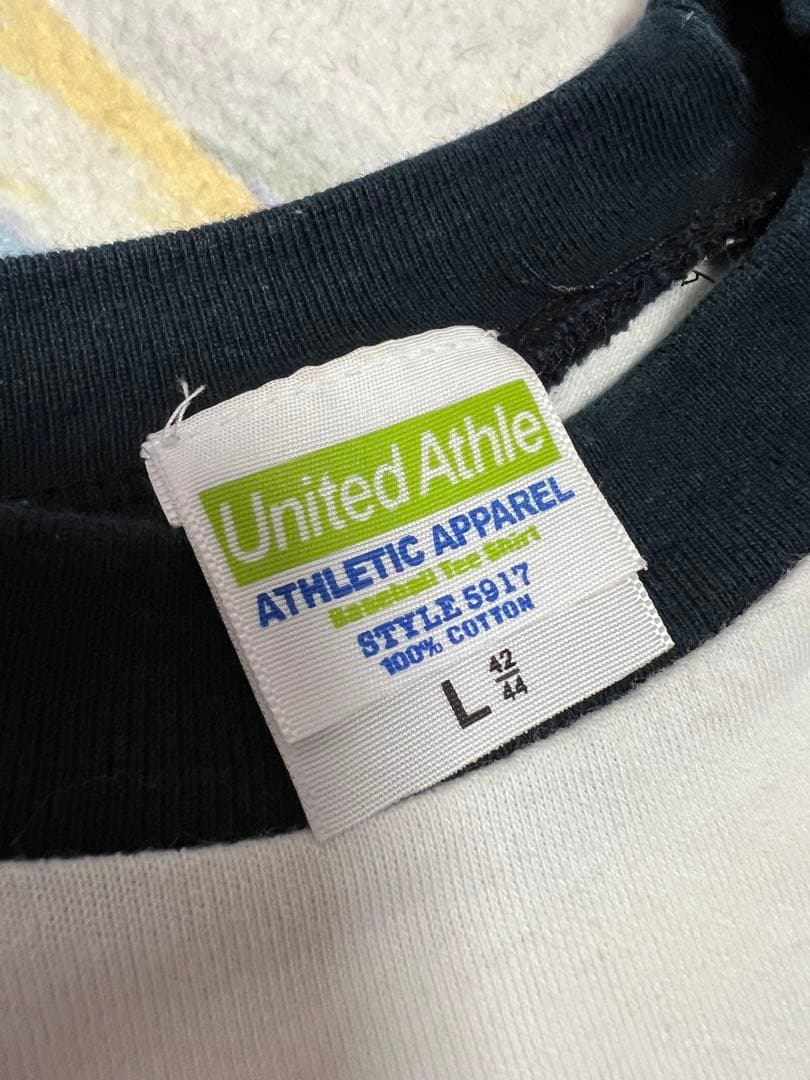 United Athle
ATHLETIC APPAREL
Baseball Tee Shirt
STYLE 5917
100% COTTON
L 42/44